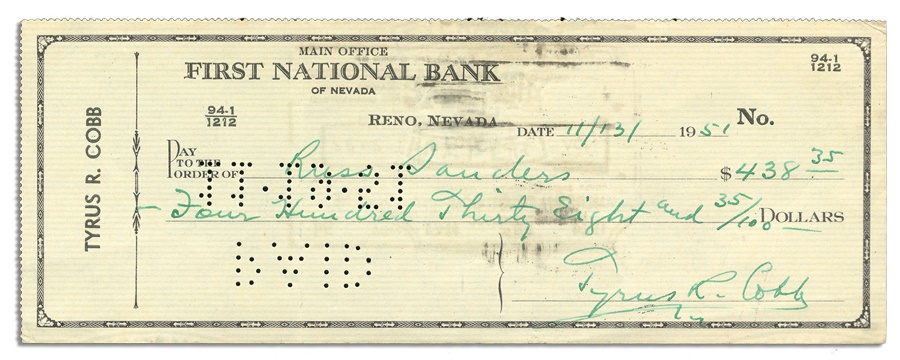 MAIN OFFICE
FIRST NATIONAL BANK
OF NEVADA
94-1
1212
94-1
1212
RENO, NEVADA
DATE 11/13/ 1951 No.
PAY TO THE ORDER OF Russ Sanders $438 35
Four Hundred Thirty Eight and 35/100 DOLLARS
PAID
Tyrus R. Cobb
TYRUS R. COBB